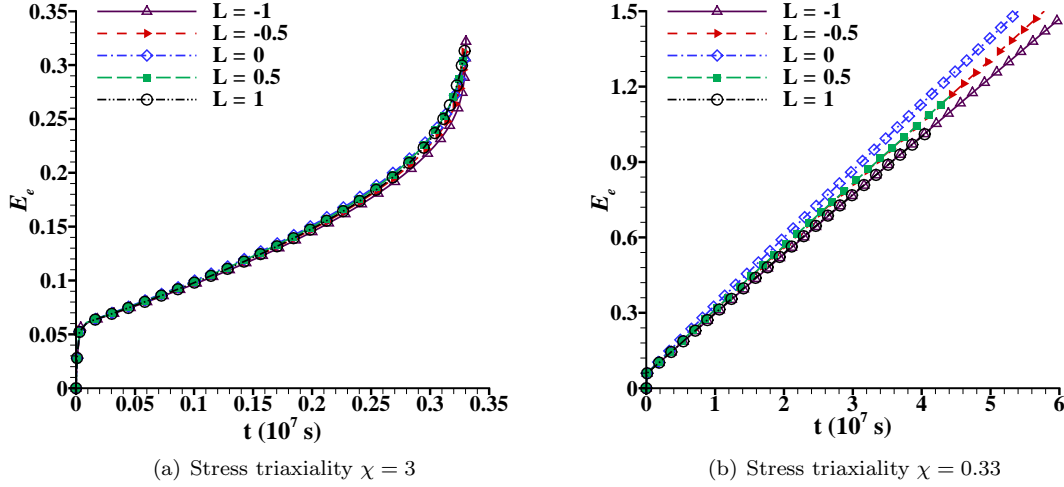 0.35
0.3
0.25
0.2
0.15
0.1
0.05
0
E_e
L = -1
L = -0.5
L = 0
L = 0.5
L = 1
0 0.05 0.1 0.15 0.2 0.25 0.3 0.35
t (10^7 s)
(a) Stress triaxiality χ = 3
1.5
1.2
0.9
0.6
0.3
0
E_e
L = -1
L = -0.5
L = 0
L = 0.5
L = 1
0 1 2 3 4 5 6
t (10^7 s)
(b) Stress triaxiality χ = 0.33